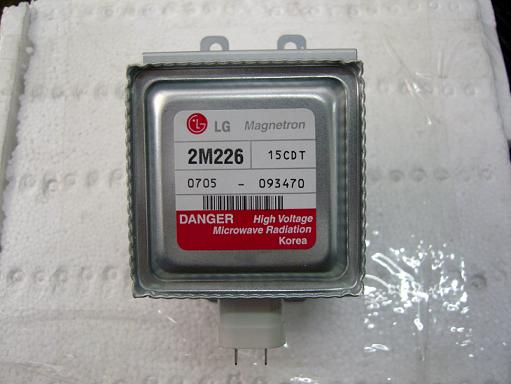 LG Magnetron
2M226 15CDT
0705 - 093470
DANGER High Voltage
Microwave Radiation
Korea